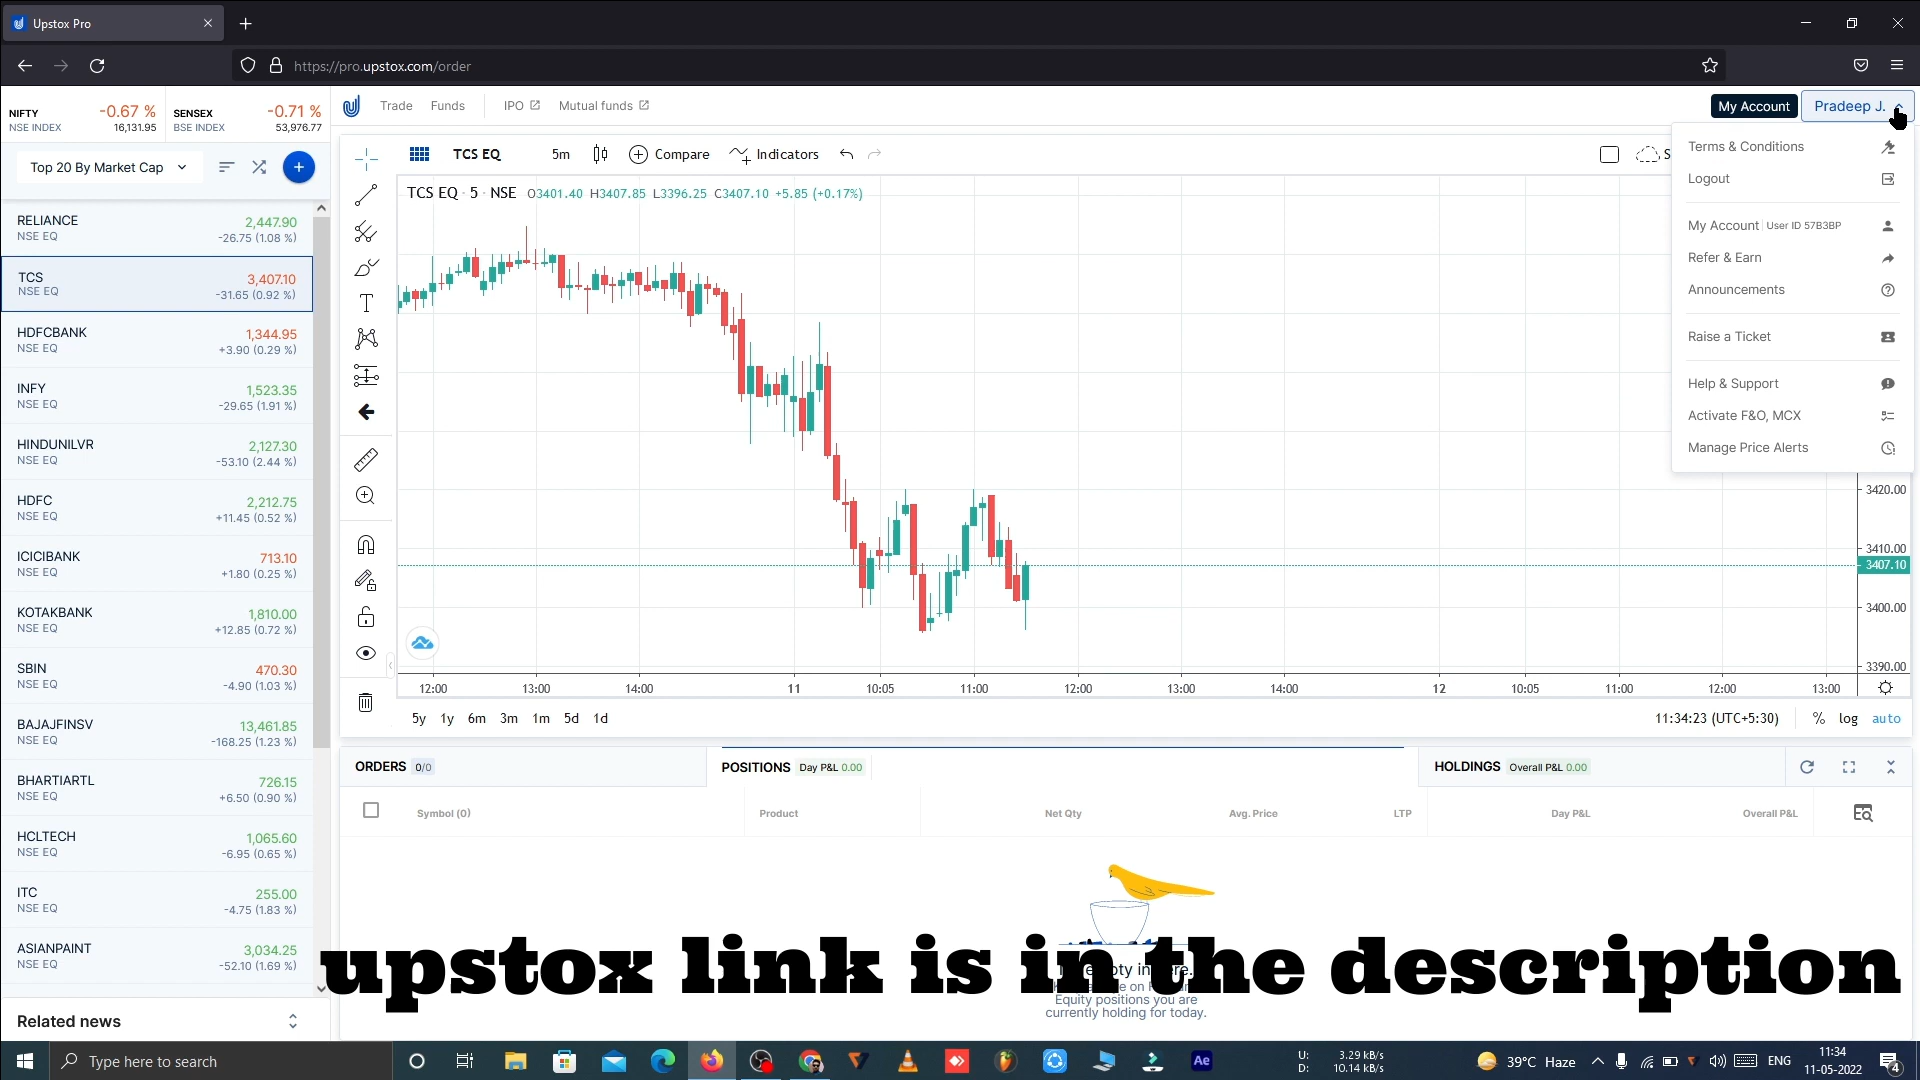 Upstox Pro
https://pro.upstox.com/order
NIFTY -0.67 %
NSE INDEX 16,131.95
SENSEX -0.71 %
BSE INDEX 53,976.77
Trade Funds IPO Mutual funds
My Account Pradeep J.
Top 20 By Market Cap
RELIANCE 2,447.90
NSE EQ -26.75 (1.08 %)
TCS 3,407.10
NSE EQ -31.65 (0.92 %)
HDFCBANK 1,344.95
NSE EQ +3.90 (0.29 %)
INFY 1,523.35
NSE EQ -29.65 (1.91 %)
HINDUNILVR 2,127.30
NSE EQ -53.10 (2.44 %)
HDFC 2,212.75
NSE EQ +11.45 (0.52 %)
ICICIBANK 713.10
NSE EQ +1.80 (0.25 %)
KOTAKBANK 1,810.00
NSE EQ +12.85 (0.72 %)
SBIN 470.30
NSE EQ -4.90 (1.03 %)
BAJAJFINSV 13,461.85
NSE EQ -168.25 (1.23 %)
BHARTIARTL 726.15
NSE EQ +6.50 (0.90 %)
HCLTECH 1,065.60
NSE EQ -6.95 (0.65 %)
ITC 255.00
NSE EQ -4.75 (1.83 %)
ASIANPAINT 3,034.25
NSE EQ -52.10 (1.69 %)
Related news
TCS EQ 5m Compare Indicators
TCS EQ · 5 · NSE O3401.40 H3407.85 L3396.25 C3407.10 +5.85 (+0.17%)
Terms & Conditions
Logout
My Account | User ID 57B3BP
Refer & Earn
Announcements
Raise a Ticket
Help & Support
Activate F&O, MCX
Manage Price Alerts
3420.00
3410.00
3407.10
3400.00
3390.00
12:00 13:00 14:00 11 10:05 11:00 12:00 13:00 14:00 12 10:05 11:00 12:00 13:00
5y 1y 6m 3m 1m 5d 1d 11:34:23 (UTC+5:30) % log auto
ORDERS 0/0 POSITIONS Day P&L 0.00 HOLDINGS Overall P&L 0.00
Symbol (0) Product Net Qty Avg. Price LTP Day P&L Overall P&L
upstox link is in the description
Equity positions you are
currently holding for today.
Type here to search
U: 3.29 kB/s
D: 10.14 kB/s
39°C Haze
ENG
11:34
11-05-2022
4